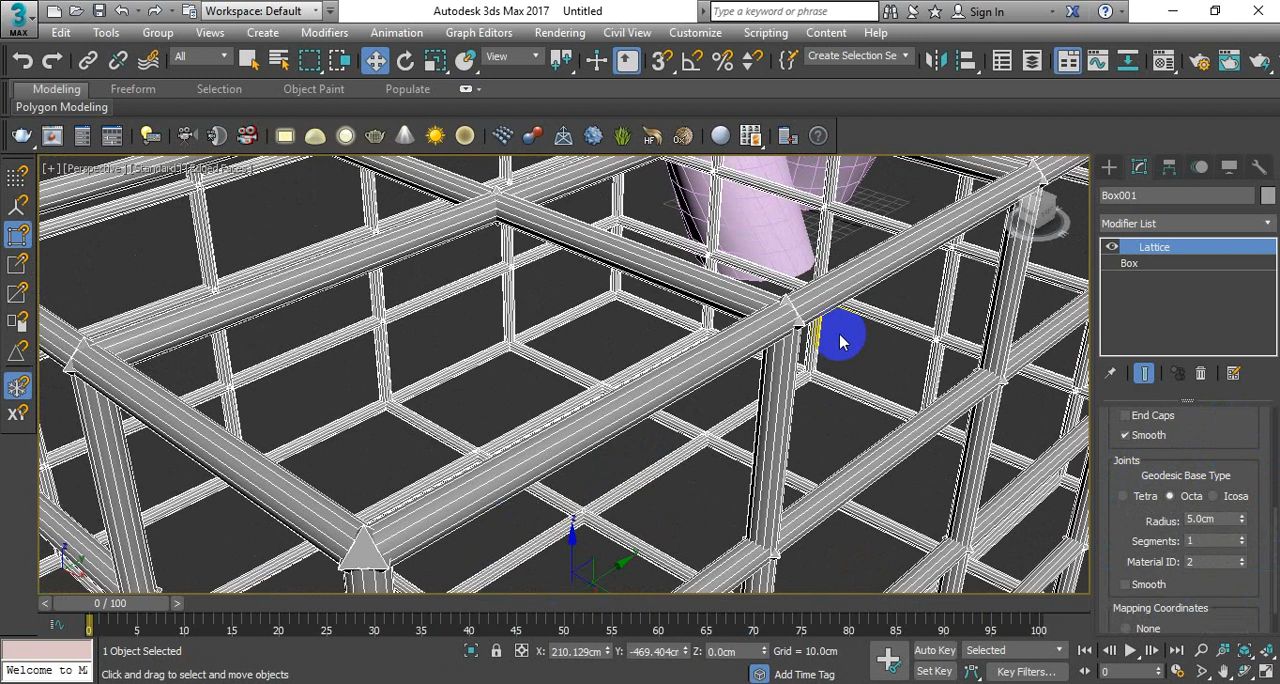 3 MAX
Workspace: Default
Autodesk 3ds Max 2017 Untitled
Type a keyword or phrase
Sign In
Edit Tools Group Views Create Modifiers Animation Graph Editors Rendering Civil View Customize Scripting Content Help
All
View
Create Selection Se
Modeling Freeform Selection Object Paint Populate
Polygon Modeling
[+] [Perspective]
Box001
Modifier List
Lattice
Box
End Caps
Smooth
Joints
Geodesic Base Type
Tetra Octa Icosa
Radius: 5.0cm
Segments: 1
Material ID: 2
Smooth
Mapping Coordinates
None
0 / 100
0 5 10 15 20 25 30 35 40 45 50 55 60 65 70 75 80 85 90 95 100
1 Object Selected
X: 210.129cm Y: -469.404cr Z: 0.0cm Grid = 10.0cm
Auto Key Selected
Welcome to M
Click and drag to select and move objects
Add Time Tag
Set Key Key Filters...
0